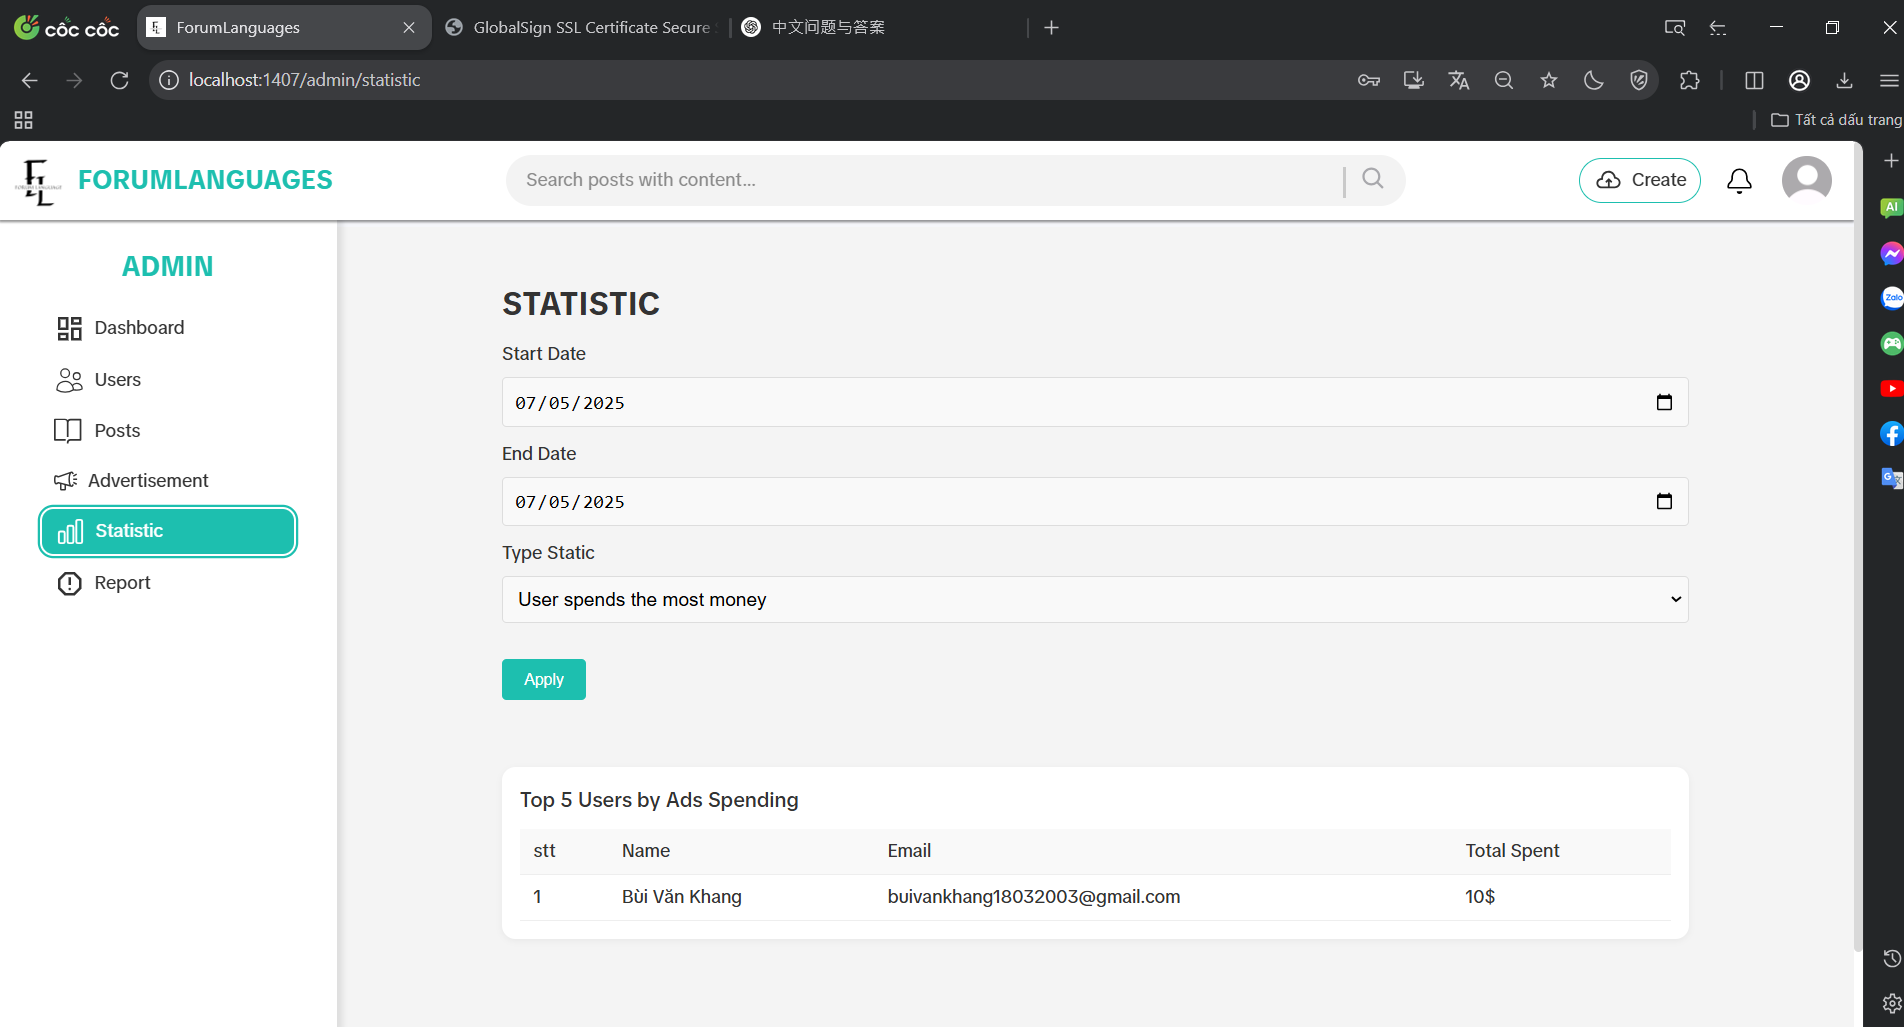 cốc cốc
ForumLanguages
GlobalSign SSL Certificate Secure
中文问题与答案
localhost:1407/admin/statistic
Tất cả dấu trang
FORUMLANGUAGES
Search posts with content...
Create
ADMIN
Dashboard
Users
Posts
Advertisement
Statistic
Report
STATISTIC
Start Date
07/05/2025
End Date
07/05/2025
Type Static
User spends the most money
Apply
Top 5 Users by Ads Spending
stt Name Email Total Spent
1 Bùi Văn Khang buivankhang18032003@gmail.com 10$
AI
Zalo